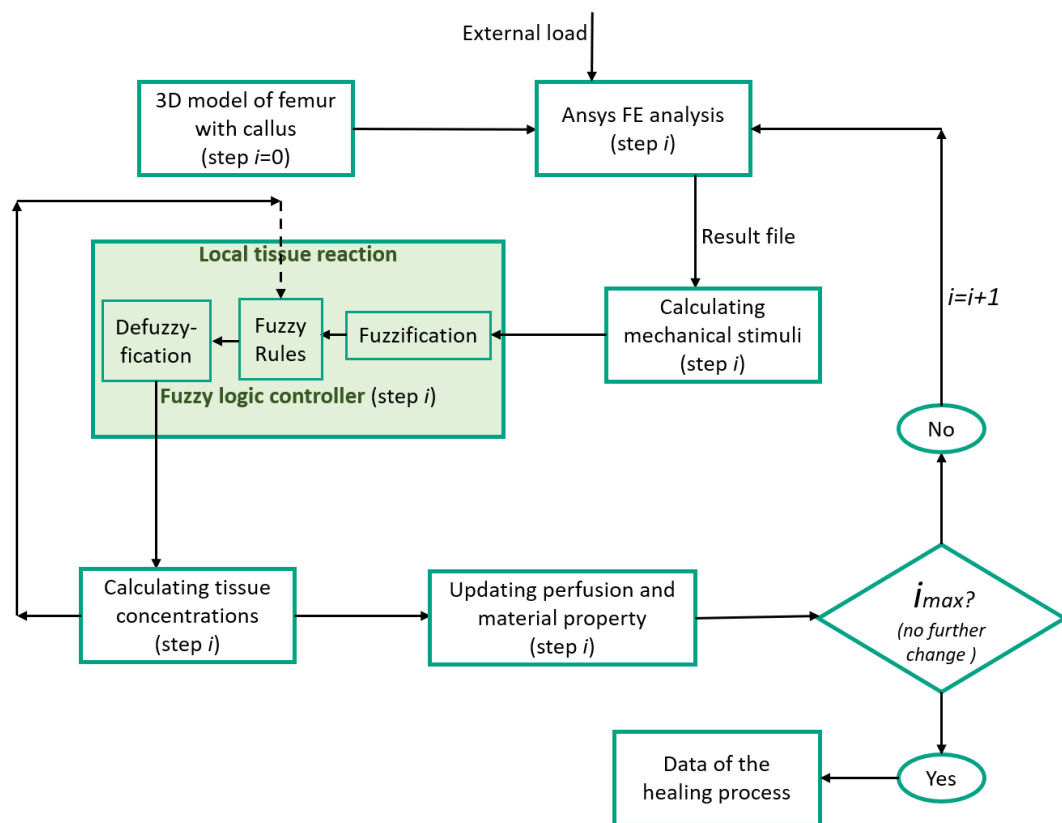 External load
3D model of femur
with callus
(step i=0)
Ansys FE analysis
(step i)
Result file
Local tissue reaction
Defuzzy-
fication
Fuzzy
Rules
Fuzzification
Fuzzy logic controller (step i)
Calculating
mechanical stimuli
(step i)
i=i+1
No
Calculating tissue
concentrations
(step i)
Updating perfusion and
material property
(step i)
imax?
(no further
change )
Yes
Data of the
healing process